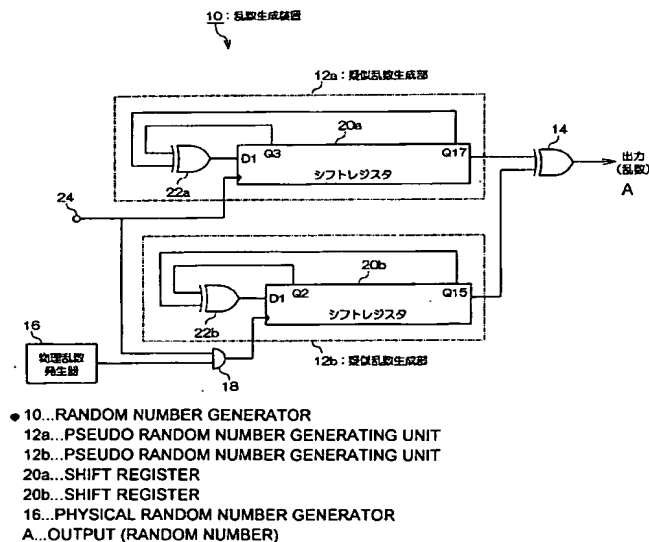 10：乱数生成装置
12a：疑似乱数生成部
20a
14
D1 Q3 Q17
シフトレジスタ
22a
出力
(乱数)
A
24
20b
D1 Q2 Q15
シフトレジスタ
22b
16
物理乱数
発生器
18
12b：疑似乱数生成部
10...RANDOM NUMBER GENERATOR
12a...PSEUDO RANDOM NUMBER GENERATING UNIT
12b...PSEUDO RANDOM NUMBER GENERATING UNIT
20a...SHIFT REGISTER
20b...SHIFT REGISTER
16...PHYSICAL RANDOM NUMBER GENERATOR
A...OUTPUT (RANDOM NUMBER)